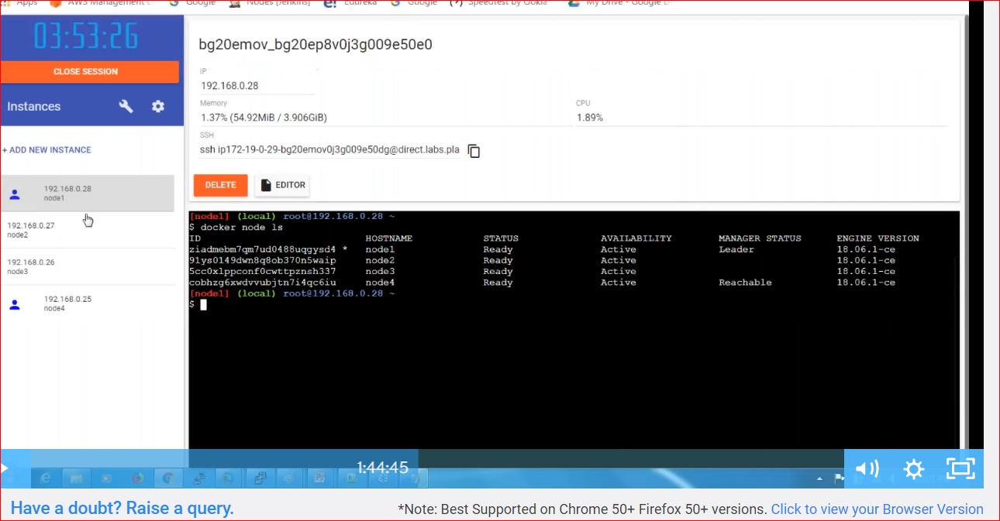 Apps AWS Management C Google Nodes [Jenkins] Edureka Google Speedtest by Ookla My Drive - Google D
03:53:26
CLOSE SESSION
Instances
+ ADD NEW INSTANCE
192.168.0.28
node1
192.168.0.27
node2
192.168.0.26
node3
192.168.0.25
node4
bg20emov_bg20ep8v0j3g009e50e0
IP
192.168.0.28
Memory CPU
1.37% (54.92MiB / 3.906GiB) 1.89%
SSH
ssh ip172-19-0-29-bg20emov0j3g009e50dg@direct.labs.pla
DELETE EDITOR
[node1] (local) root@192.168.0.28 ~
$ docker node ls
ID HOSTNAME STATUS AVAILABILITY MANAGER STATUS ENGINE VERSION
ziadmebm7qm7ud0488uqgysd4 * node1 Ready Active Leader 18.06.1-ce
91ys0149dwn8q8ob370n5waip node2 Ready Active 18.06.1-ce
5cc0xlppconf0cwttpznsh337 node3 Ready Active 18.06.1-ce
cobhzg6xwdvvubjtn7i4qc6iu node4 Ready Active Reachable 18.06.1-ce
[node1] (local) root@192.168.0.28 ~
$
1:44:45
Have a doubt? Raise a query.
*Note: Best Supported on Chrome 50+ Firefox 50+ versions. Click to view your Browser Version